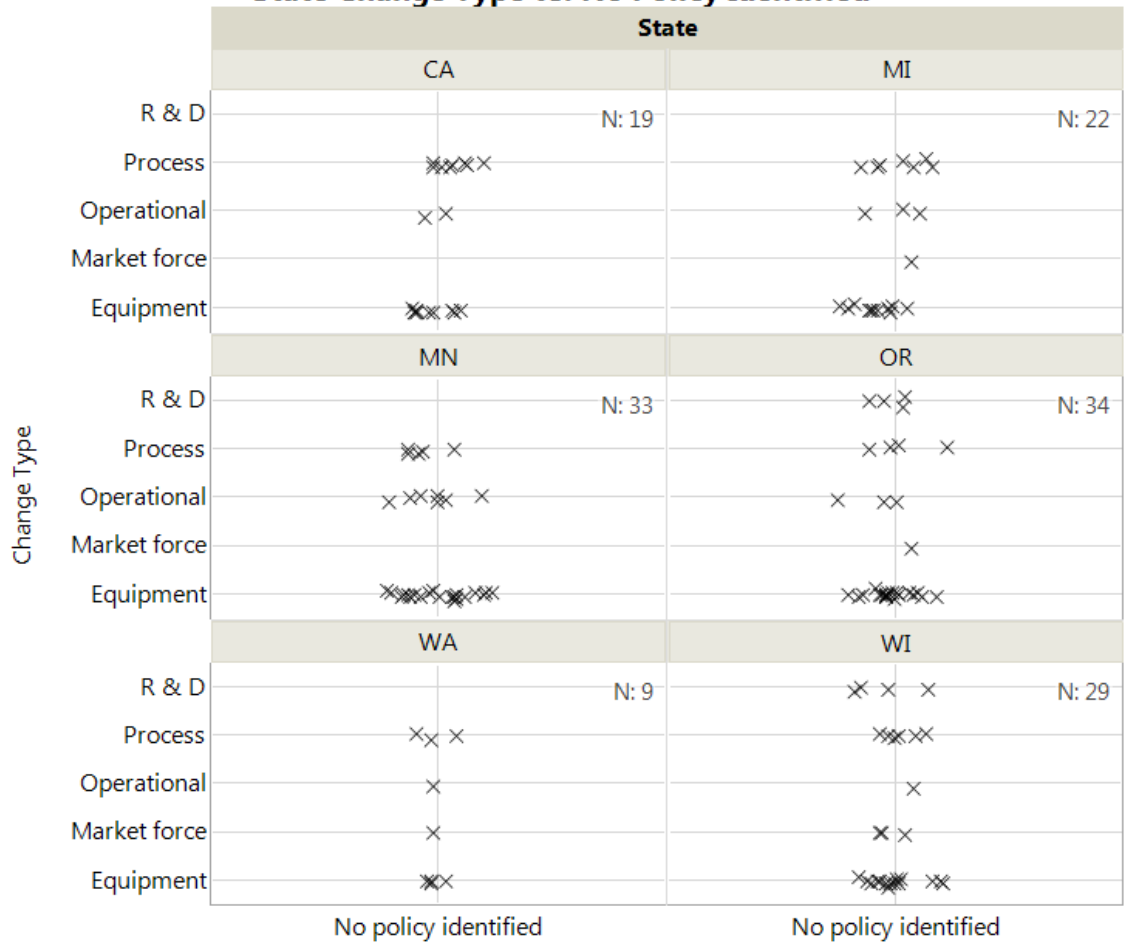 State
CA MI
R & D
N: 19 N: 22
Process
Operational
Market force
Equipment
MN OR
R & D
N: 33 N: 34
Process
Operational
Market force
Equipment
Change Type
WA WI
R & D
N: 9 N: 29
Process
Operational
Market force
Equipment
No policy identified No policy identified